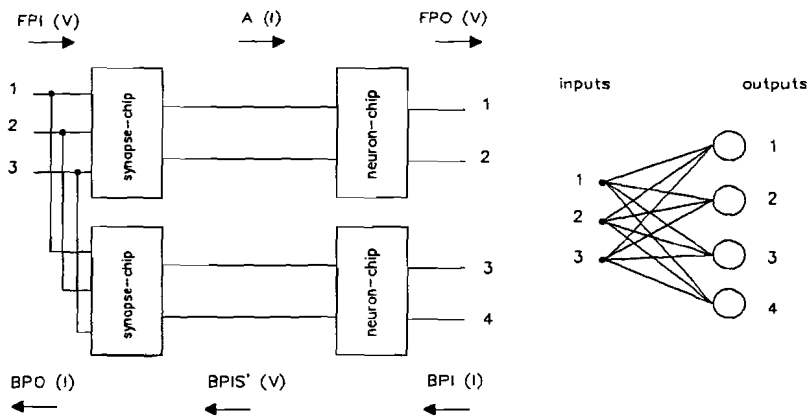 FPI (V)
A (I)
FPO (V)
1
2
3
synapse-chip
neuron-chip
1
2
synapse-chip
neuron-chip
3
4
BPO (I)
BPIS' (V)
BPI (I)
inputs
outputs
1
2
3
1
2
3
4